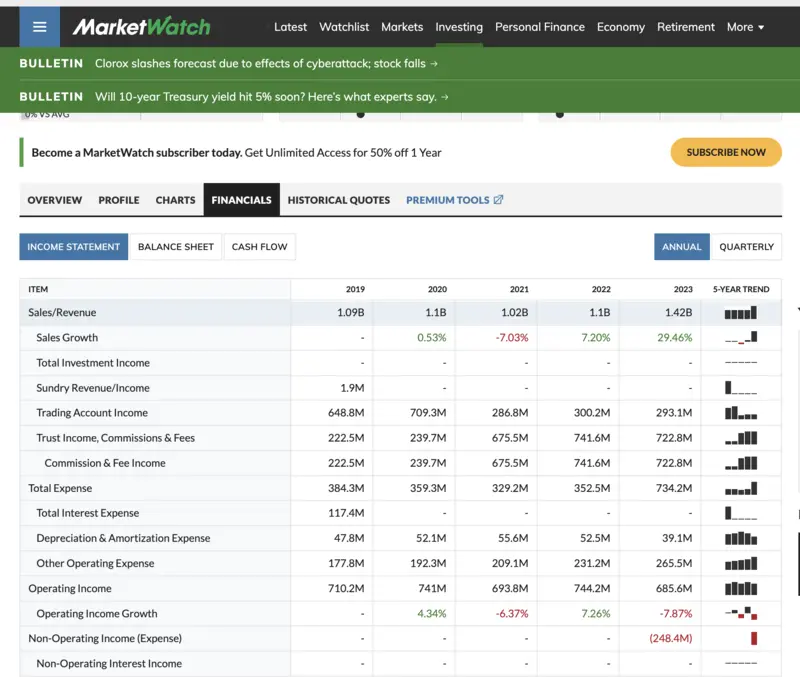 MarketWatch Latest Watchlist Markets Investing Personal Finance Economy Retirement More
BULLETIN Clorox slashes forecast due to effects of cyberattack; stock falls →
BULLETIN Will 10-year Treasury yield hit 5% soon? Here's what experts say. →
0% VS AVG
Become a MarketWatch subscriber today. Get Unlimited Access for 50% off 1 Year SUBSCRIBE NOW
OVERVIEW PROFILE CHARTS FINANCIALS HISTORICAL QUOTES PREMIUM TOOLS
INCOME STATEMENT BALANCE SHEET CASH FLOW ANNUAL QUARTERLY
ITEM 2019 2020 2021 2022 2023 5-YEAR TREND
Sales/Revenue 1.09B 1.1B 1.02B 1.1B 1.42B
Sales Growth - 0.53% -7.03% 7.20% 29.46%
Total Investment Income - - - - -
Sundry Revenue/Income 1.9M - - - -
Trading Account Income 648.8M 709.3M 286.8M 300.2M 293.1M
Trust Income, Commissions & Fees 222.5M 239.7M 675.5M 741.6M 722.8M
Commission & Fee Income 222.5M 239.7M 675.5M 741.6M 722.8M
Total Expense 384.3M 359.3M 329.2M 352.5M 734.2M
Total Interest Expense 117.4M - - - -
Depreciation & Amortization Expense 47.8M 52.1M 55.6M 52.5M 39.1M
Other Operating Expense 177.8M 192.3M 209.1M 231.2M 265.5M
Operating Income 710.2M 741M 693.8M 744.2M 685.6M
Operating Income Growth - 4.34% -6.37% 7.26% -7.87%
Non-Operating Income (Expense) - - - - (248.4M)
Non-Operating Interest Income - - - - -